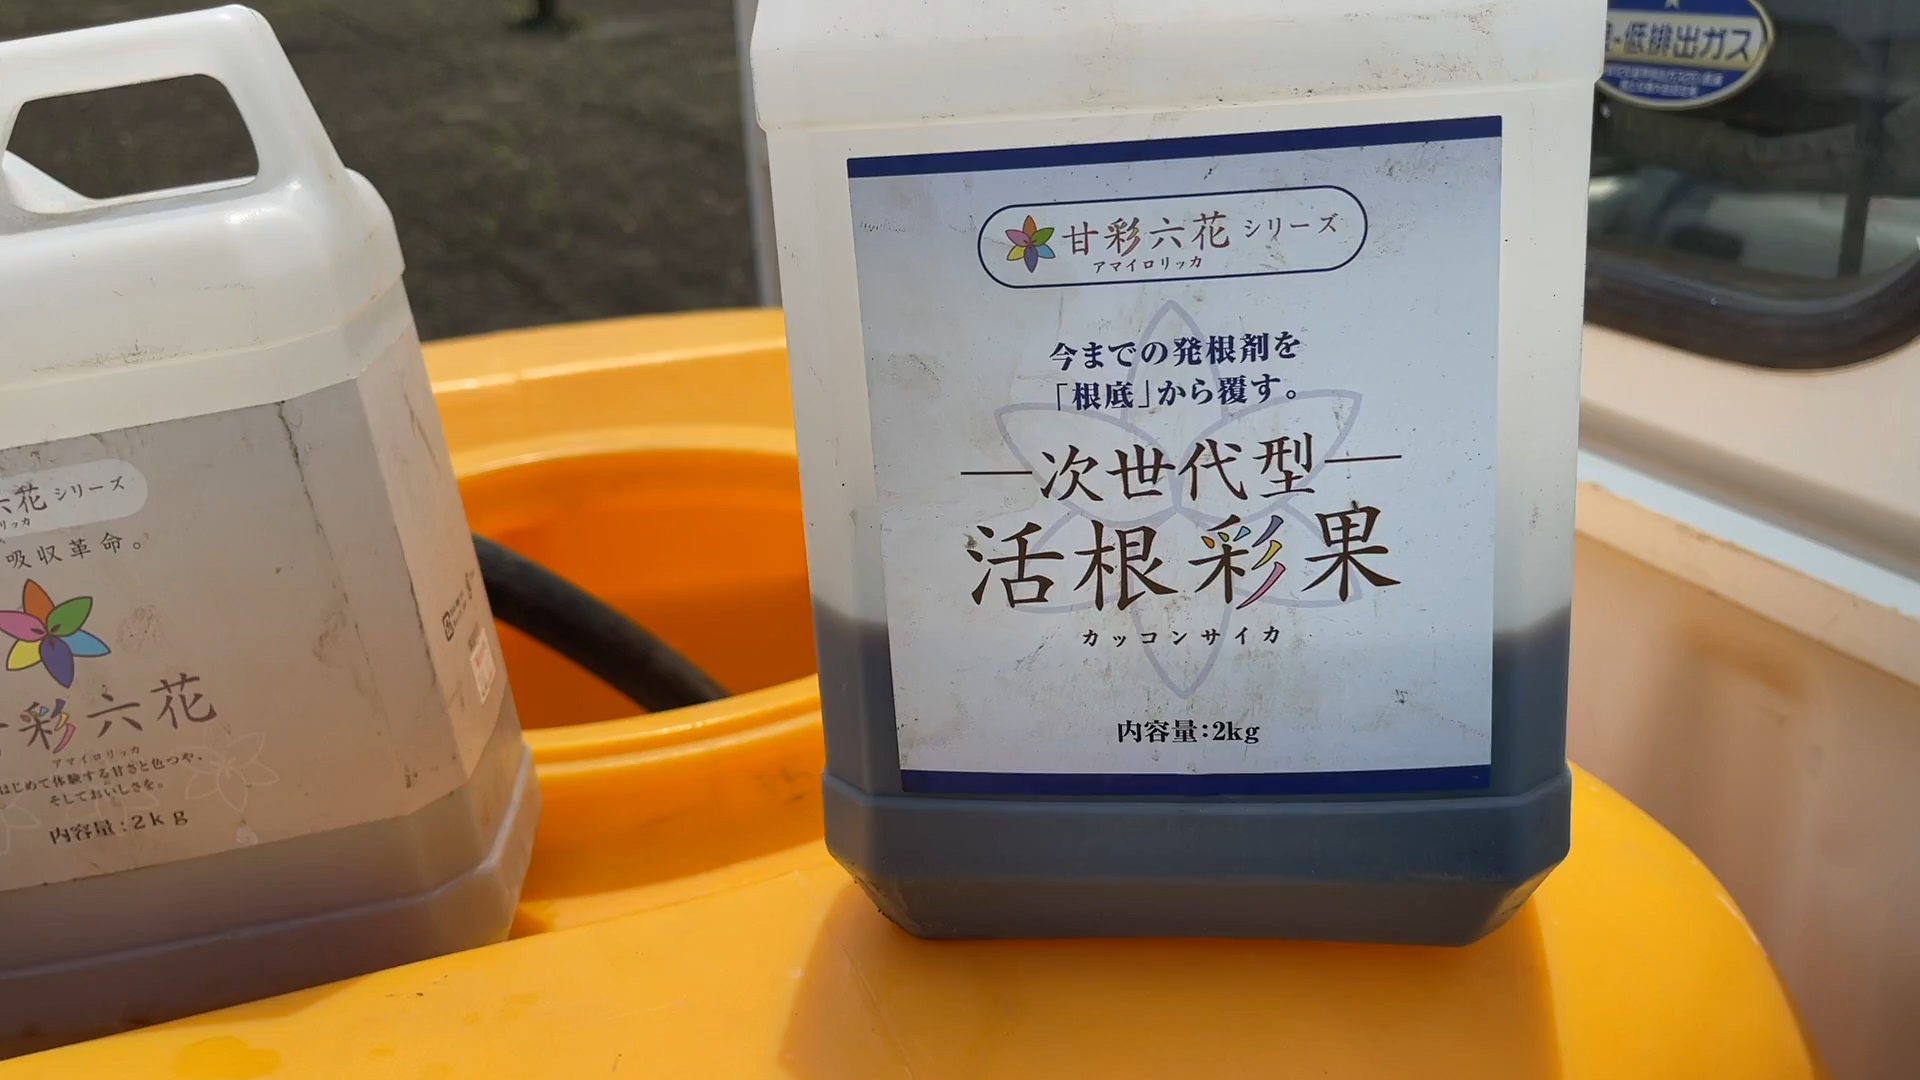 低排出ガス
甘彩六花シリーズ
アマイロリッカ
今までの発根剤を
「根底」から覆す。
次世代型
活根彩果
カッコンサイカ
内容量:2kg
六花シリーズ
リッカ
吸収革命。
甘彩六花
アマイロリッカ
はじめて体験する甘さと色つや、
そしておいしさを。
内容量:2kg